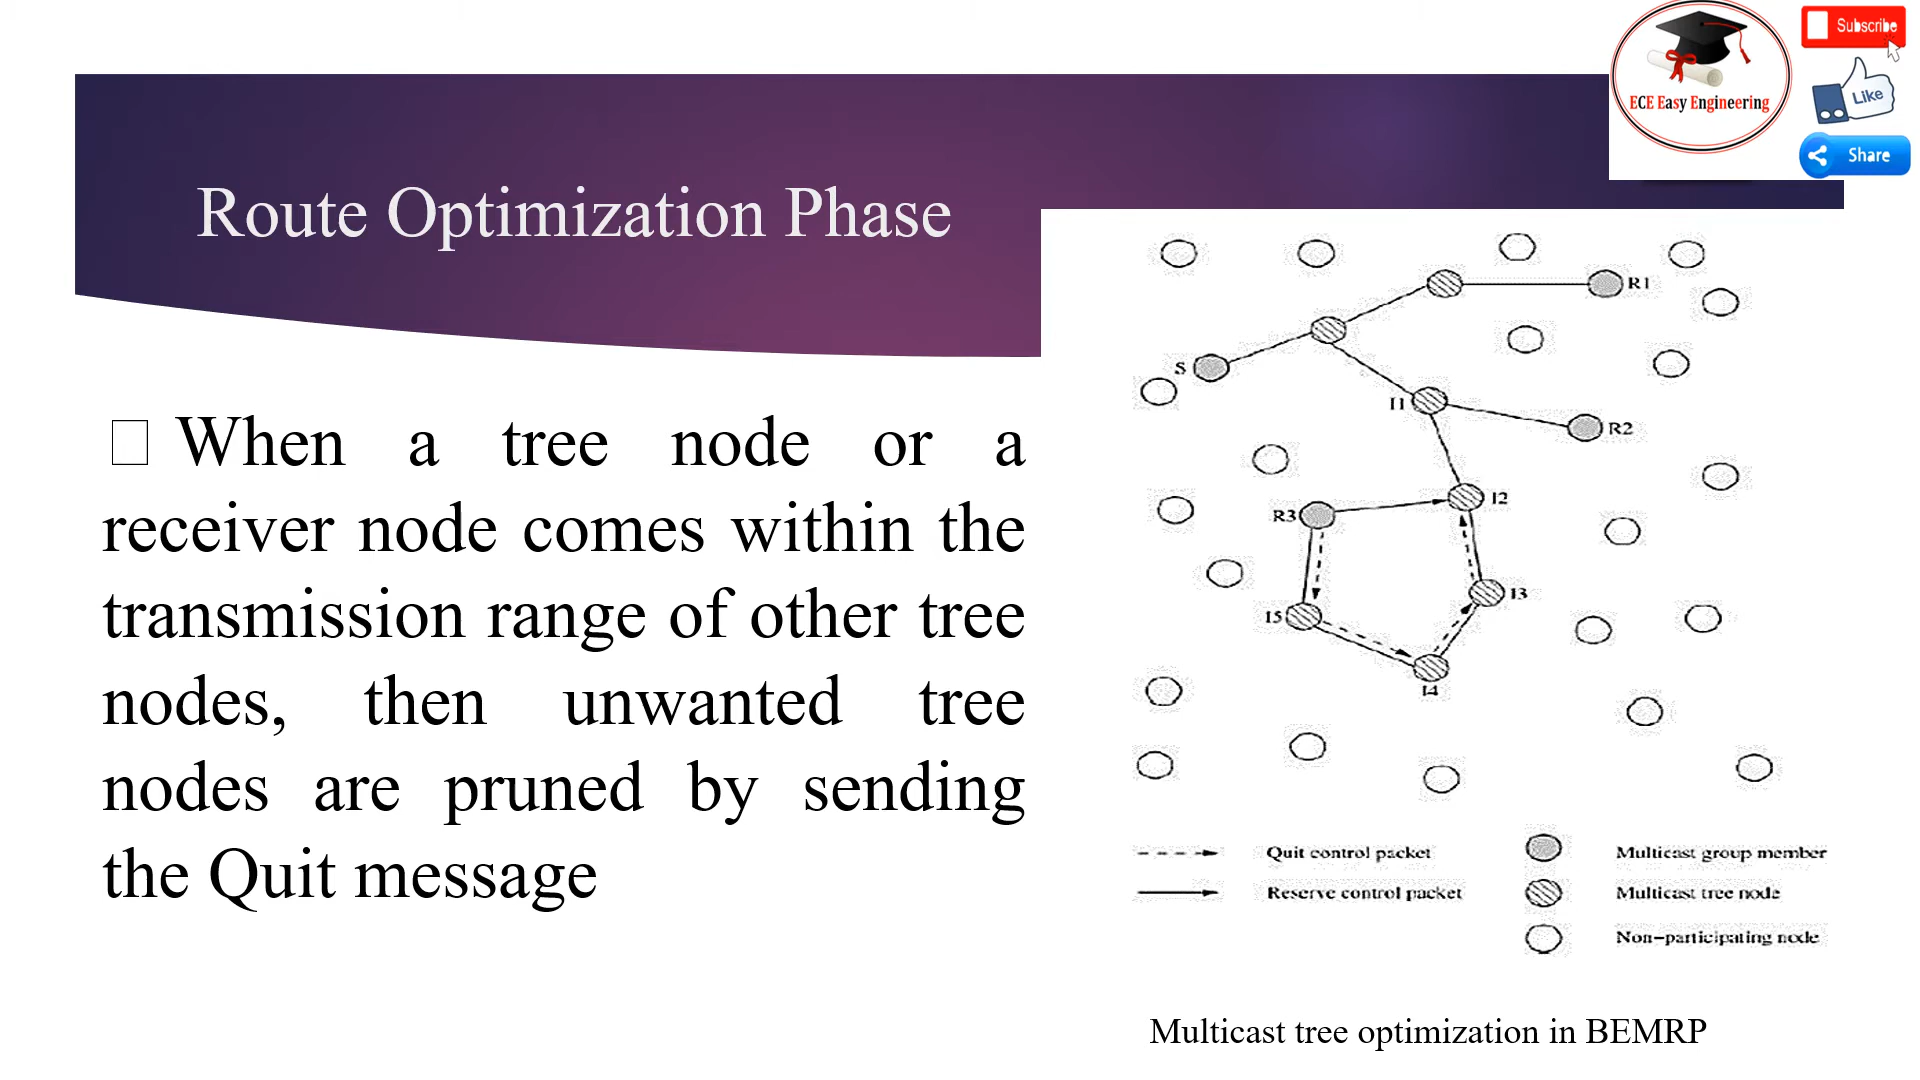 ECE Easy Engineering
Subscribe
Like
Share
Route Optimization Phase
When a tree node or a
receiver node comes within the
transmission range of other tree
nodes, then unwanted tree
nodes are pruned by sending
the Quit message
R1
S
I1
R2
I2
R3
I3
I5
I4
Quit control packet
Multicast group member
Reserve control packet
Multicast tree node
Non-participating node
Multicast tree optimization in BEMRP